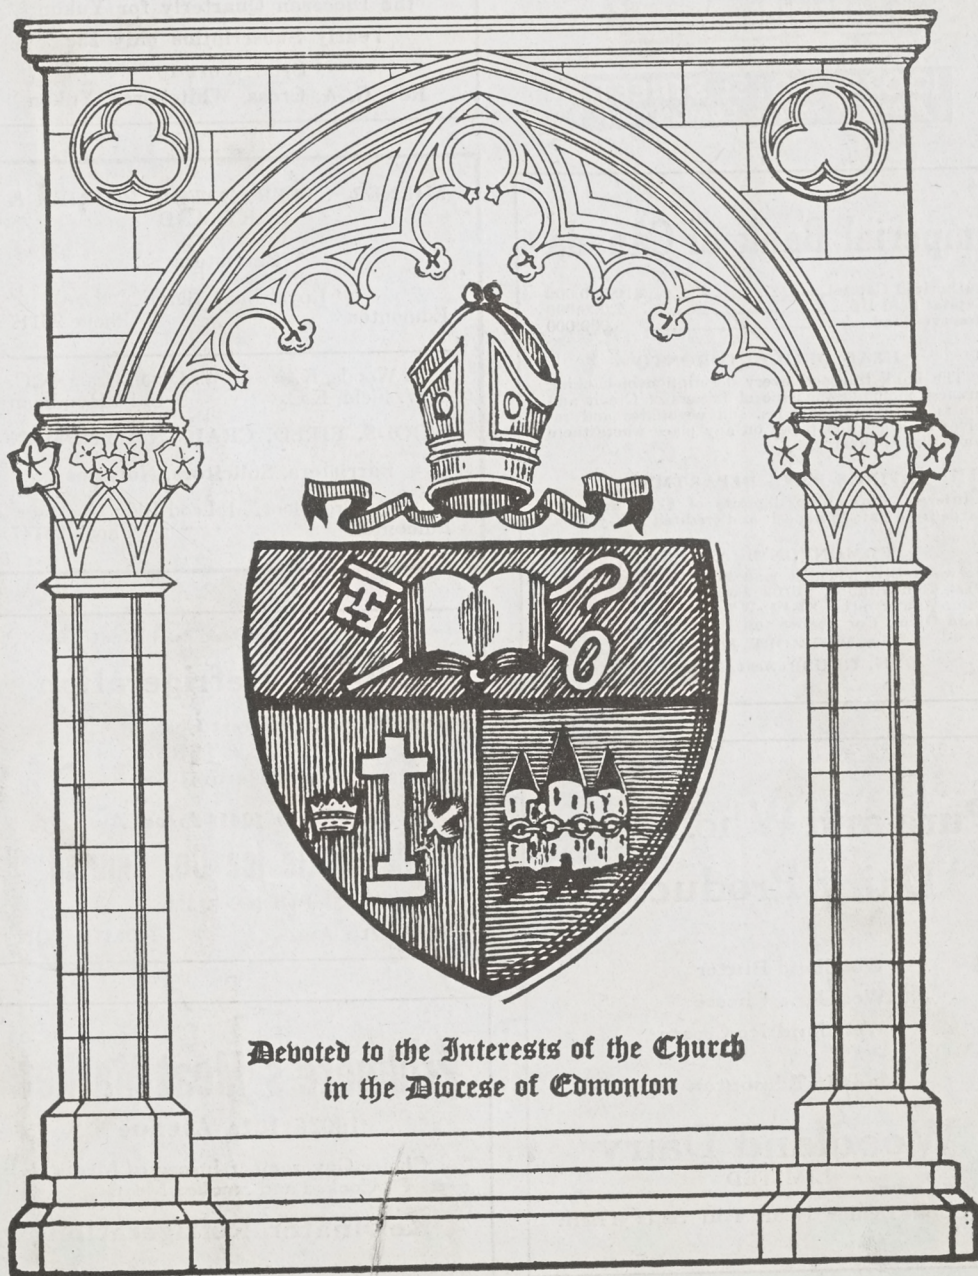 Devoted to the Interests of the Church
in the Diocese of Edmonton